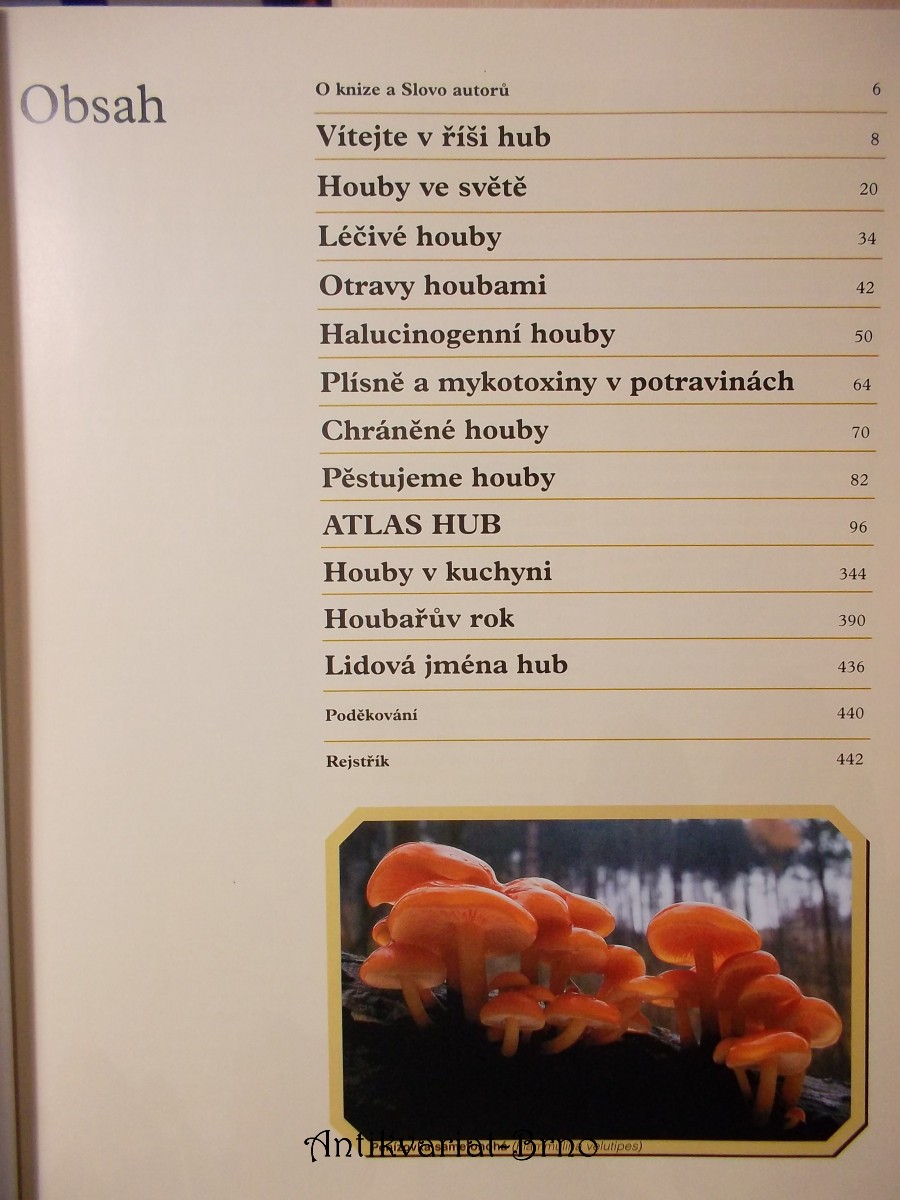 Obsah
O knize a Slovo autorů 6
Vítejte v říši hub 8
Houby ve světě 20
Léčivé houby 34
Otravy houbami 42
Halucinogenní houby 50
Plísně a mykotoxiny v potravinách 64
Chráněné houby 70
Pěstujeme houby 82
ATLAS HUB 96
Houby v kuchyni 344
Houbařův rok 390
Lidová jména hub 436
Poděkování 440
Rejstřík 442
Antikvariat-Brno
velutipes)